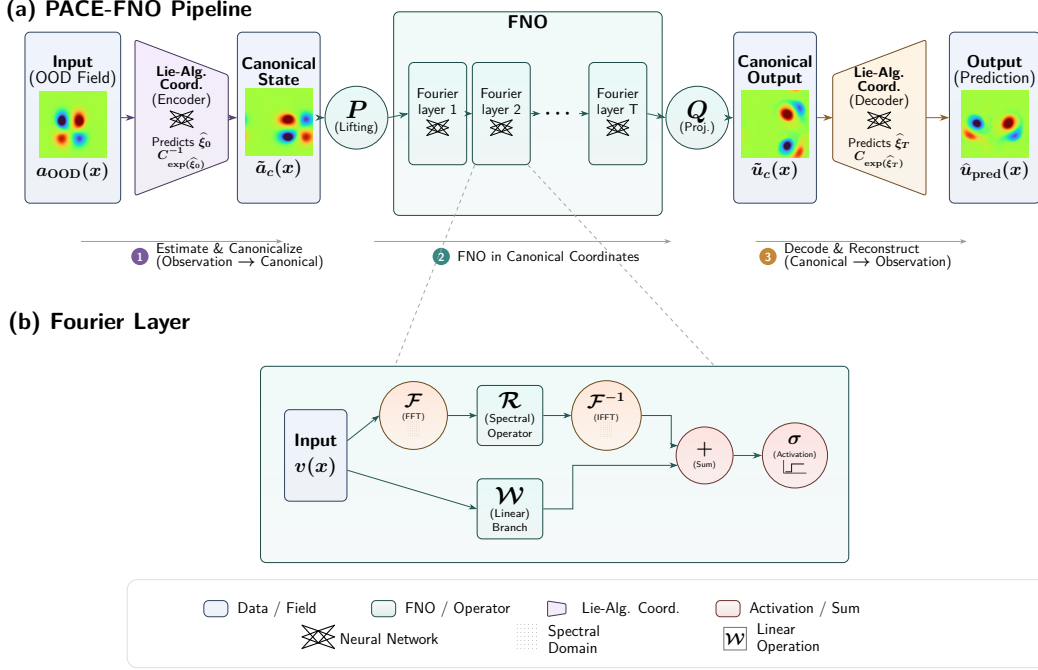 (a) PACE-FNO Pipeline
Input
(OOD Field)
a_OOD(x)
Lie-Alg.
Coord.
(Encoder)
Predicts ξ̂₀
C⁻¹_exp(ξ̂₀)
Canonical
State
ã_c(x)
P
(Lifting)
FNO
Fourier
layer 1
Fourier
layer 2
...
Fourier
layer T
Q
(Proj.)
Canonical
Output
ũ_c(x)
Lie-Alg.
Coord.
(Decoder)
Predicts ξ̂_T
C_exp(ξ̂_T)
Output
(Prediction)
û_pred(x)
1 Estimate & Canonicalize
(Observation → Canonical)
2 FNO in Canonical Coordinates
3 Decode & Reconstruct
(Canonical → Observation)
(b) Fourier Layer
Input
v(x)
F
(FFT)
R
(Spectral)
Operator
F⁻¹
(IFFT)
W
(Linear)
Branch
+
(Sum)
σ
(Activation)
Data / Field
FNO / Operator
Lie-Alg. Coord.
Activation / Sum
Neural Network
Spectral
Domain
W
Linear
Operation